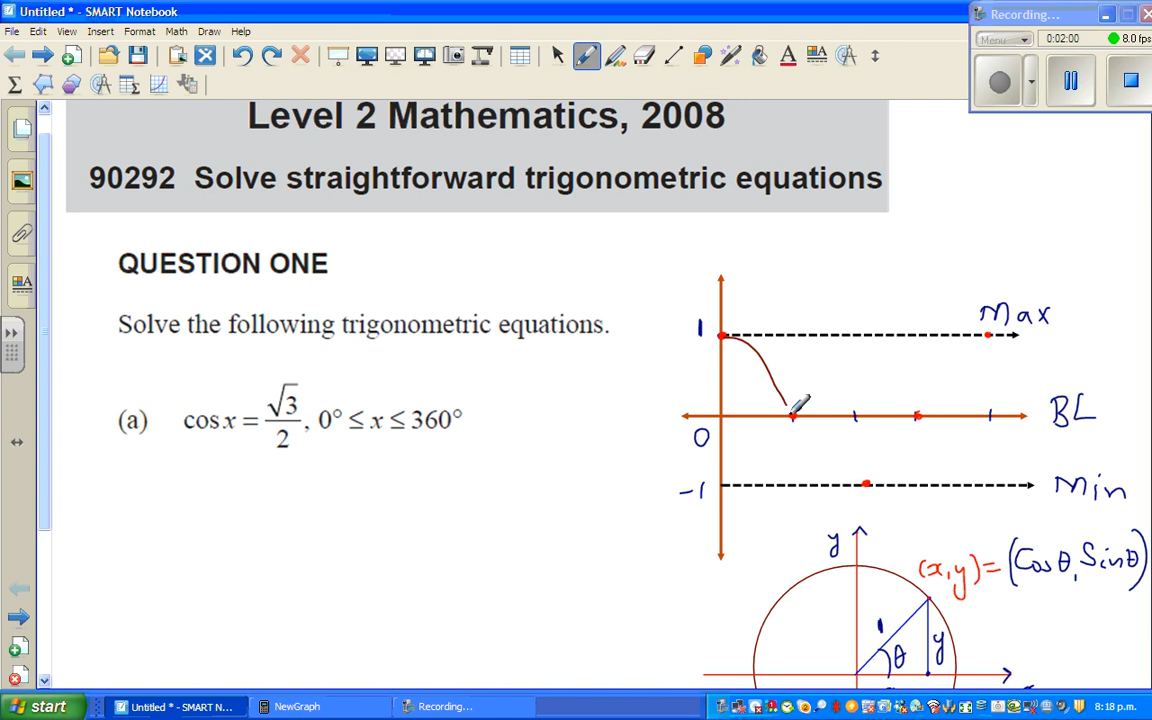 Untitled * - SMART Notebook
Recording...
File Edit View Insert Format Math Draw Help
Menu
0:02:00
8.0 fps
Level 2 Mathematics, 2008
90292 Solve straightforward trigonometric equations
QUESTION ONE
Solve the following trigonometric equations.
(a) cos x = √3/2, 0° ≤ x ≤ 360°
Max
1
BL
0
-1
Min
y
(x,y) = (Cosθ, Sinθ)
1
θ
y
start
Untitled * - SMART N...
NewGraph
Recording...
8:18 p.m.